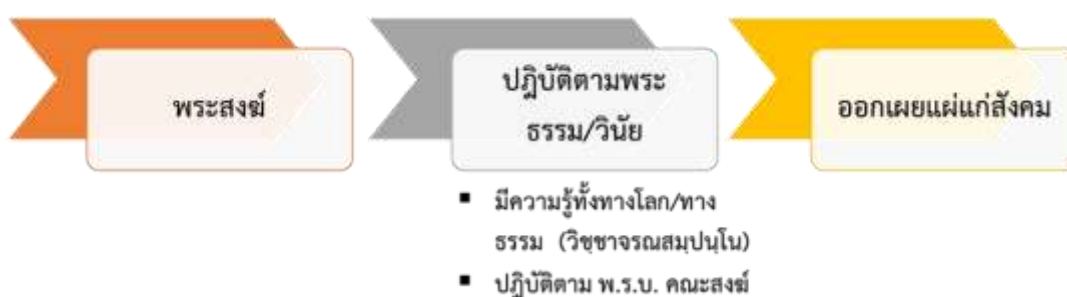 พระสงฆ์
ปฏิบัติตามพระ
ธรรม/วินัย
ออกเผยแผ่แก่สังคม
▪ มีความรู้ทั้งทางโลก/ทาง
ธรรม (วิชฺชาจรณสมฺปนฺโน)
▪ ปฏิบัติตาม พ.ร.บ. คณะสงฆ์